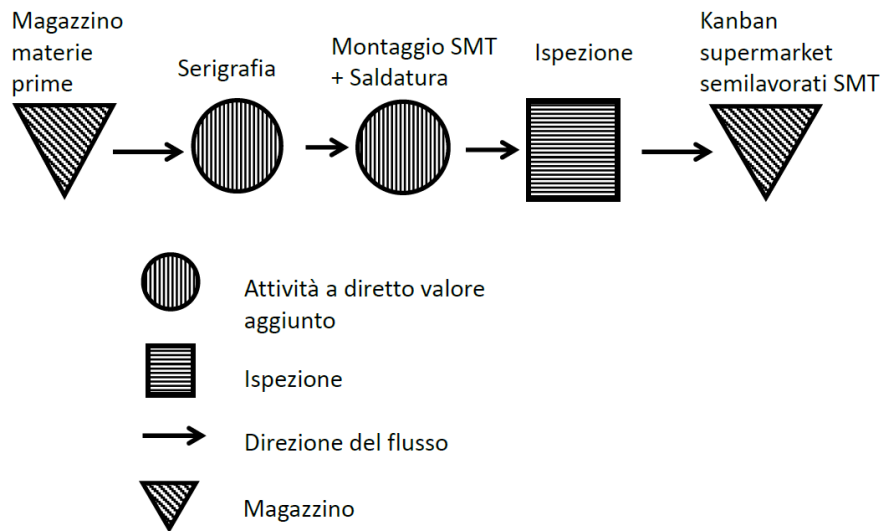 Magazzino
materie
prime
Serigrafia
Montaggio SMT
+ Saldatura
Ispezione
Kanban
supermarket
semilavorati SMT
Attività a diretto valore
aggiunto
Ispezione
Direzione del flusso
Magazzino